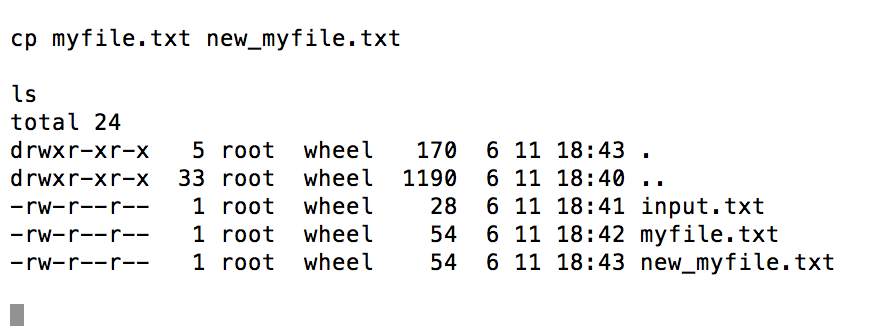 cp myfile.txt new_myfile.txt
ls
total 24
drwxr-xr-x   5 root  wheel   170  6 11 18:43 .
drwxr-xr-x  33 root  wheel  1190  6 11 18:40 ..
-rw-r--r--   1 root  wheel    28  6 11 18:41 input.txt
-rw-r--r--   1 root  wheel    54  6 11 18:42 myfile.txt
-rw-r--r--   1 root  wheel    54  6 11 18:43 new_myfile.txt